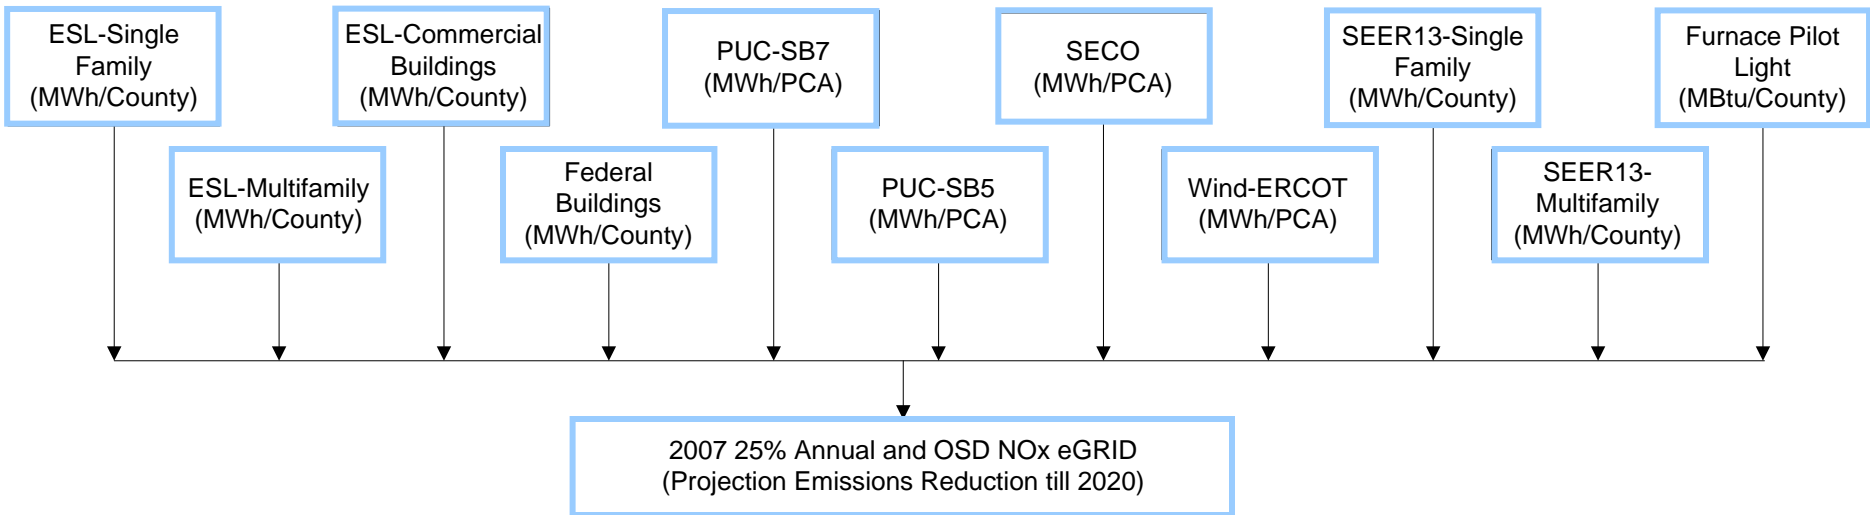 ESL-Single
Family
(MWh/County)
ESL-Commercial
Buildings
(MWh/County)
PUC-SB7
(MWh/PCA)
SECO
(MWh/PCA)
SEER13-Single
Family
(MWh/County)
Furnace Pilot
Light
(MBtu/County)
ESL-Multifamily
(MWh/County)
Federal
Buildings
(MWh/County)
PUC-SB5
(MWh/PCA)
Wind-ERCOT
(MWh/PCA)
SEER13-
Multifamily
(MWh/County)
2007 25% Annual and OSD NOx eGRID
(Projection Emissions Reduction till 2020)